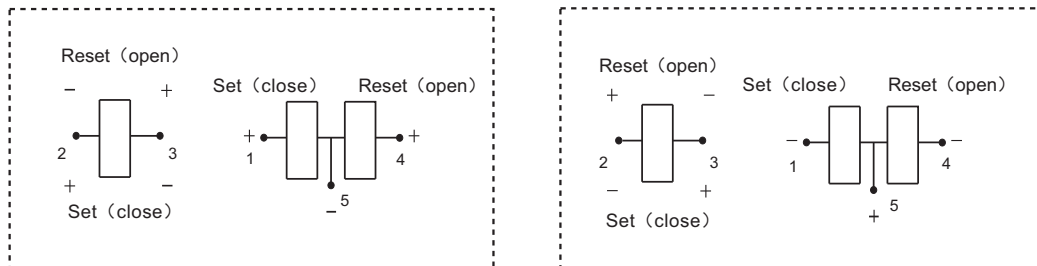 Reset（open）
− +
Set（close） Reset（open）
+ +
2 3 1 4
+ −
5
−
Set（close）
Reset（open）
+ −
Set（close） Reset（open）
− −
2 3 1 4
− +
5
+
Set（close）